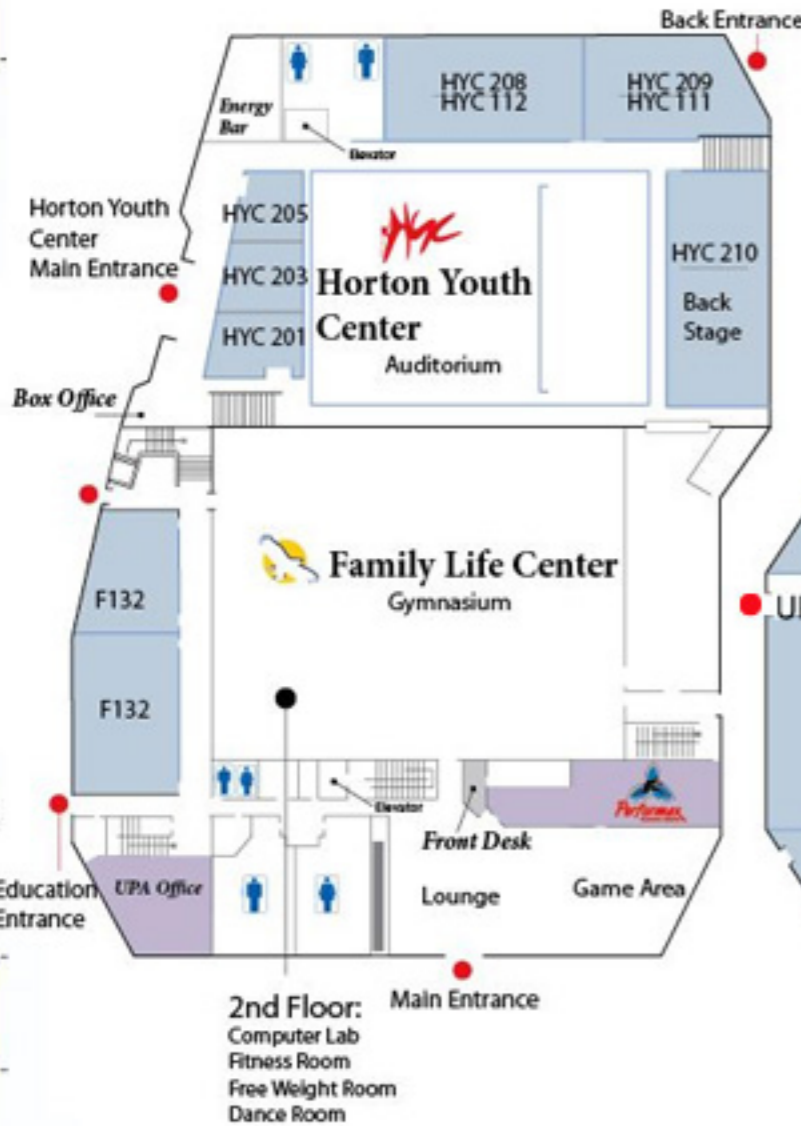 Back Entrance
HYC 208
HYC 112
HYC 209
HYC 111
Energy
Bar
Elevator
Horton Youth
Center
Main Entrance
HYC 205
HYC 203
HYC 201
HYC
Horton Youth
Center
Auditorium
HYC 210
Back
Stage
Box Office
Family Life Center
Gymnasium
F132
F132
Elevator
Front Desk
Performax
Education
Entrance
UPA Office
Lounge
Game Area
Main Entrance
2nd Floor:
Computer Lab
Fitness Room
Free Weight Room
Dance Room